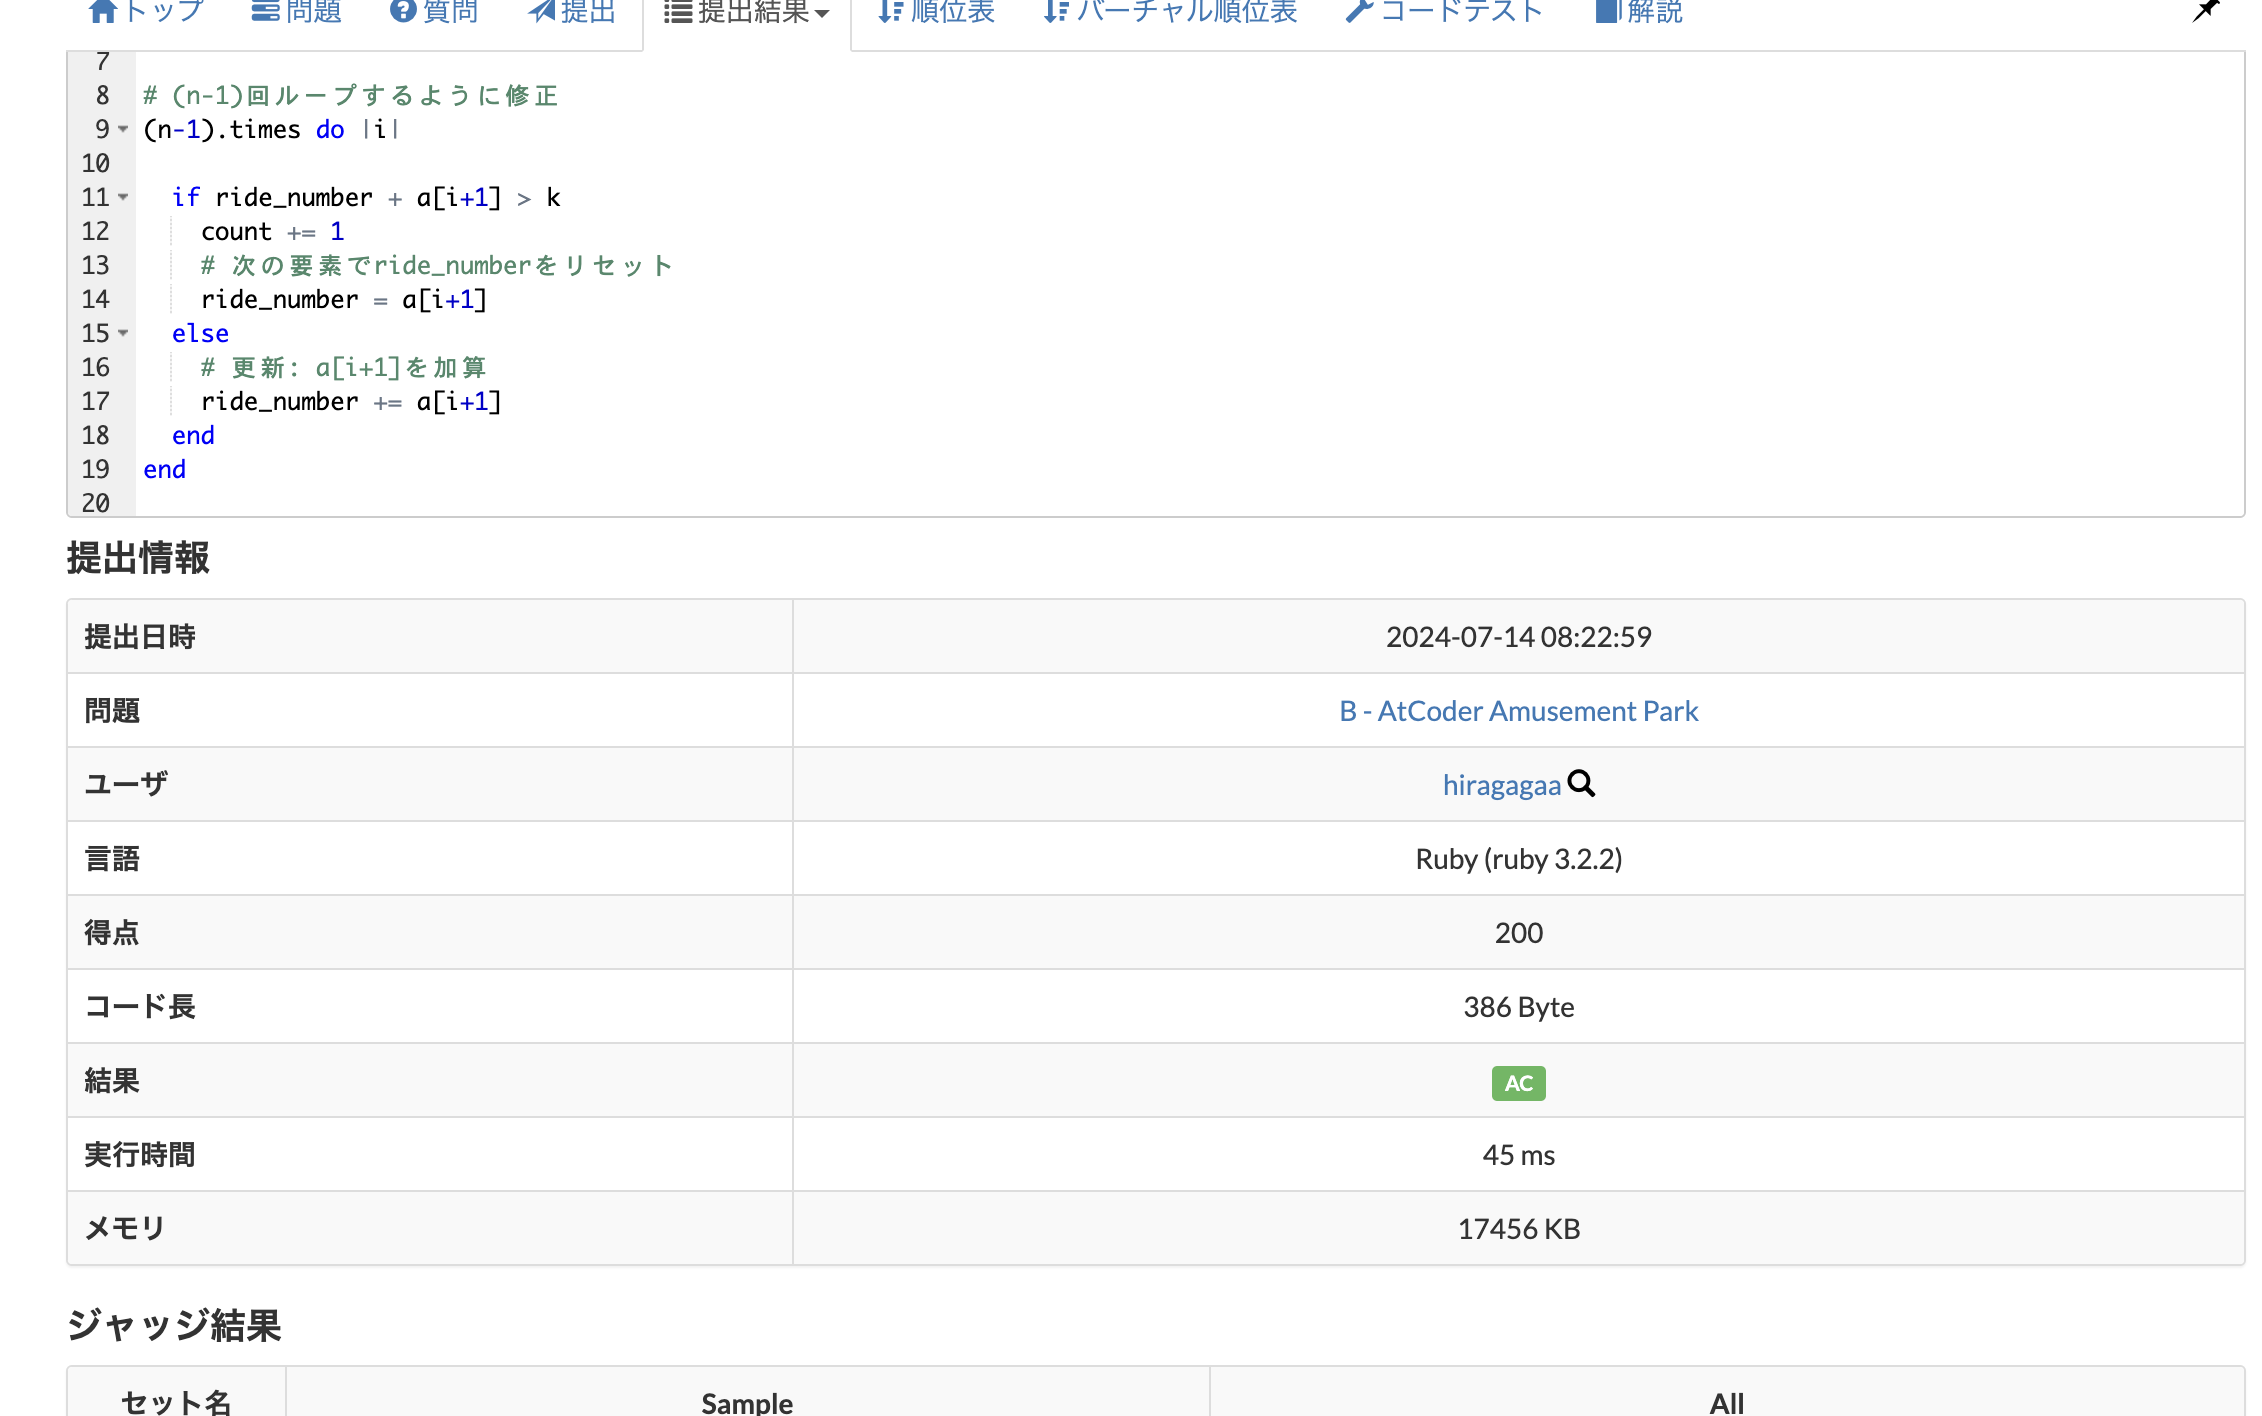 トップ 問題 質問 提出 提出結果 順位表 バーチャル順位表 コードテスト 解説
7
8 # (n-1)回ループするように修正
9 (n-1).times do |i|
10
11 if ride_number + a[i+1] > k
12 count += 1
13 # 次の要素でride_numberをリセット
14 ride_number = a[i+1]
15 else
16 # 更新: a[i+1]を加算
17 ride_number += a[i+1]
18 end
19 end
20
提出情報
提出日時 2024-07-14 08:22:59
問題 B - AtCoder Amusement Park
ユーザ hiragagaa
言語 Ruby (ruby 3.2.2)
得点 200
コード長 386 Byte
結果 AC
実行時間 45 ms
メモリ 17456 KB
ジャッジ結果
セット名 Sample All